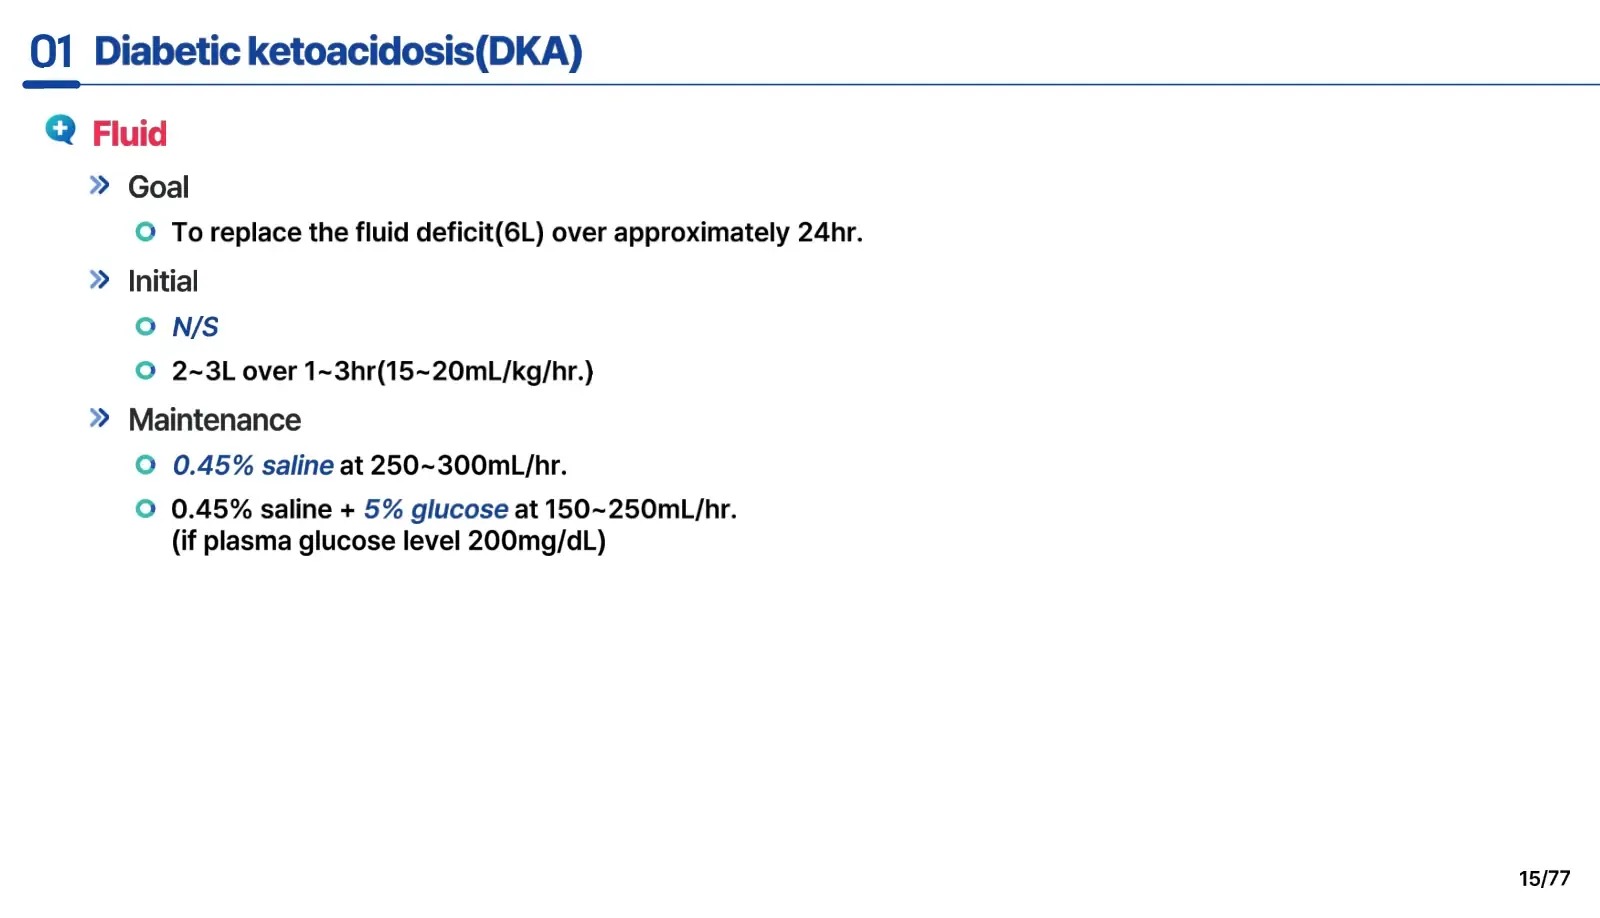 01 Diabetic ketoacidosis(DKA)
Fluid
Goal
To replace the fluid deficit(6L) over approximately 24hr.
Initial
N/S
2~3L over 1~3hr(15~20mL/kg/hr.)
Maintenance
0.45% saline at 250~300mL/hr.
0.45% saline + 5% glucose at 150~250mL/hr.
(if plasma glucose level 200mg/dL)
15/77